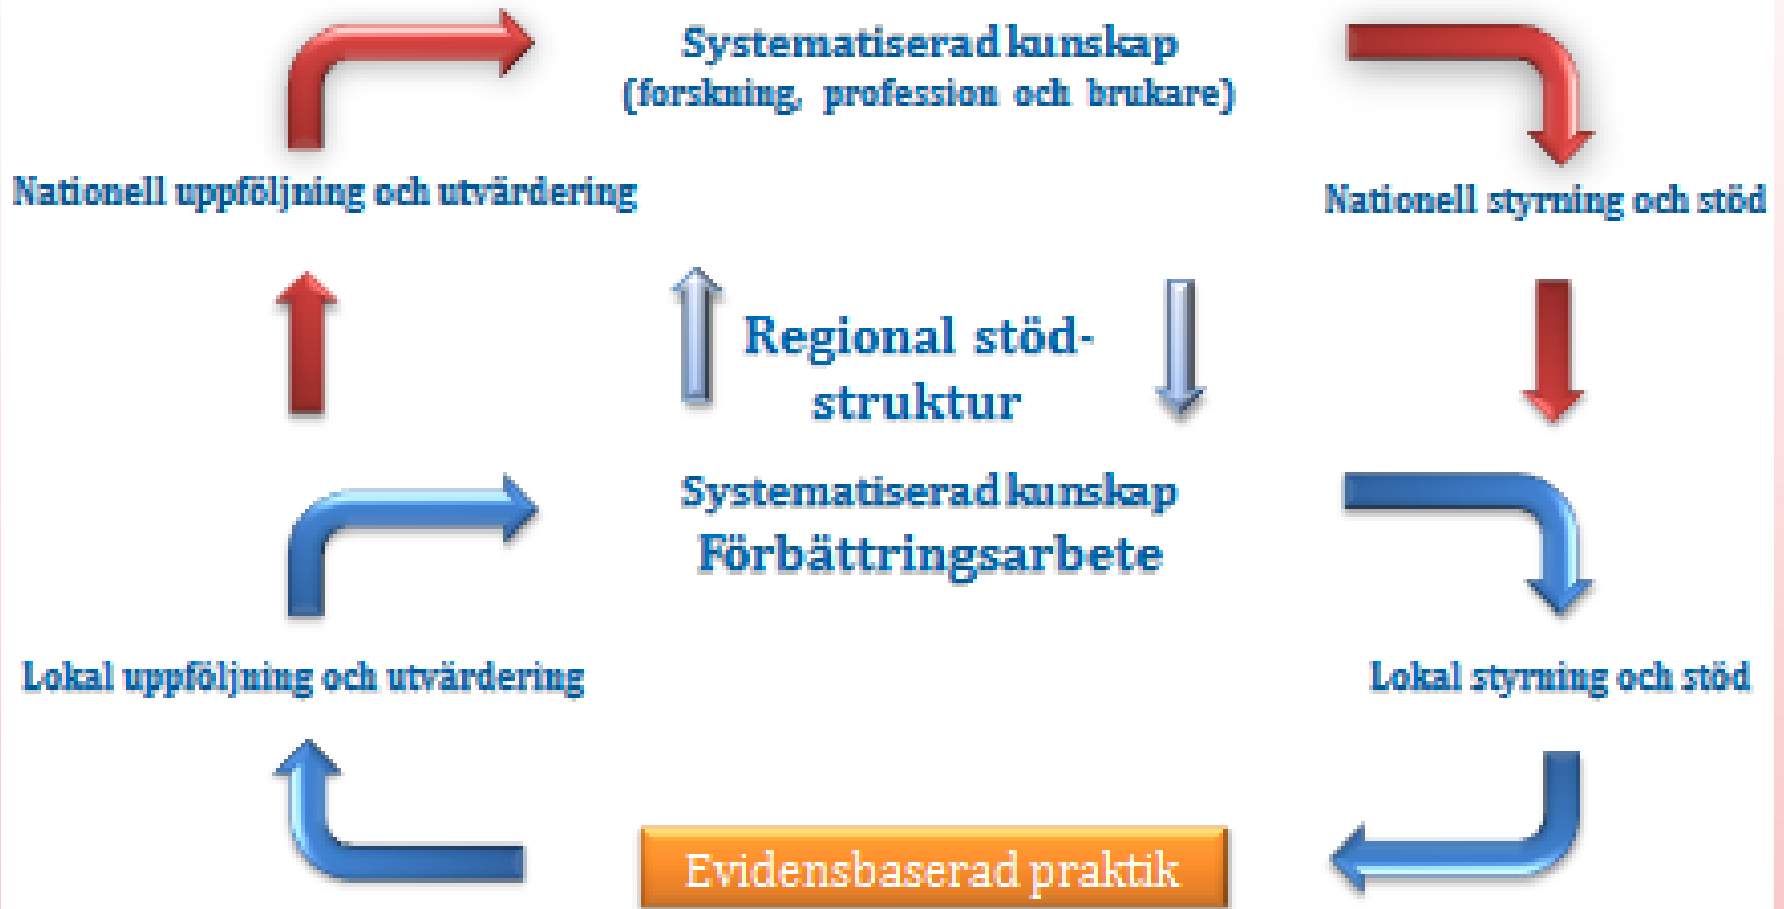 Systematiserad kunskap
(forskning, profession och brukare)
Nationell uppföljning och utvärdering
Nationell styrning och stöd
Regional stöd-
struktur
Systematiserad kunskap
Förbättringsarbete
Lokal uppföljning och utvärdering
Lokal styrning och stöd
Evidensbaserad praktik